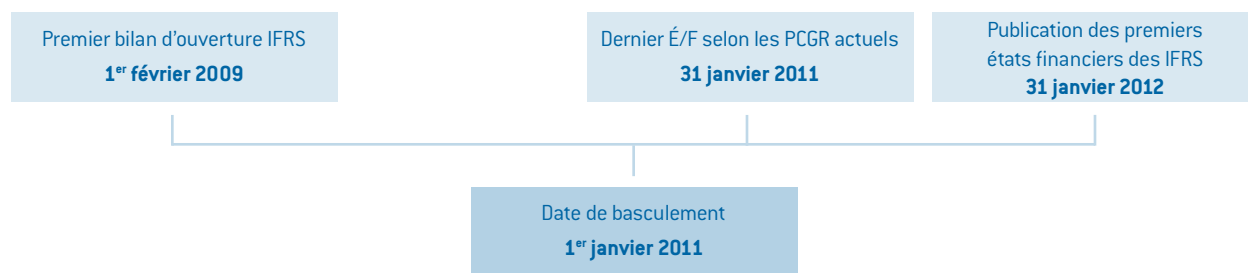 Premier bilan d'ouverture IFRS
1er février 2009
Dernier É/F selon les PCGR actuels
31 janvier 2011
Publication des premiers
états financiers des IFRS
31 janvier 2012
Date de basculement
1er janvier 2011